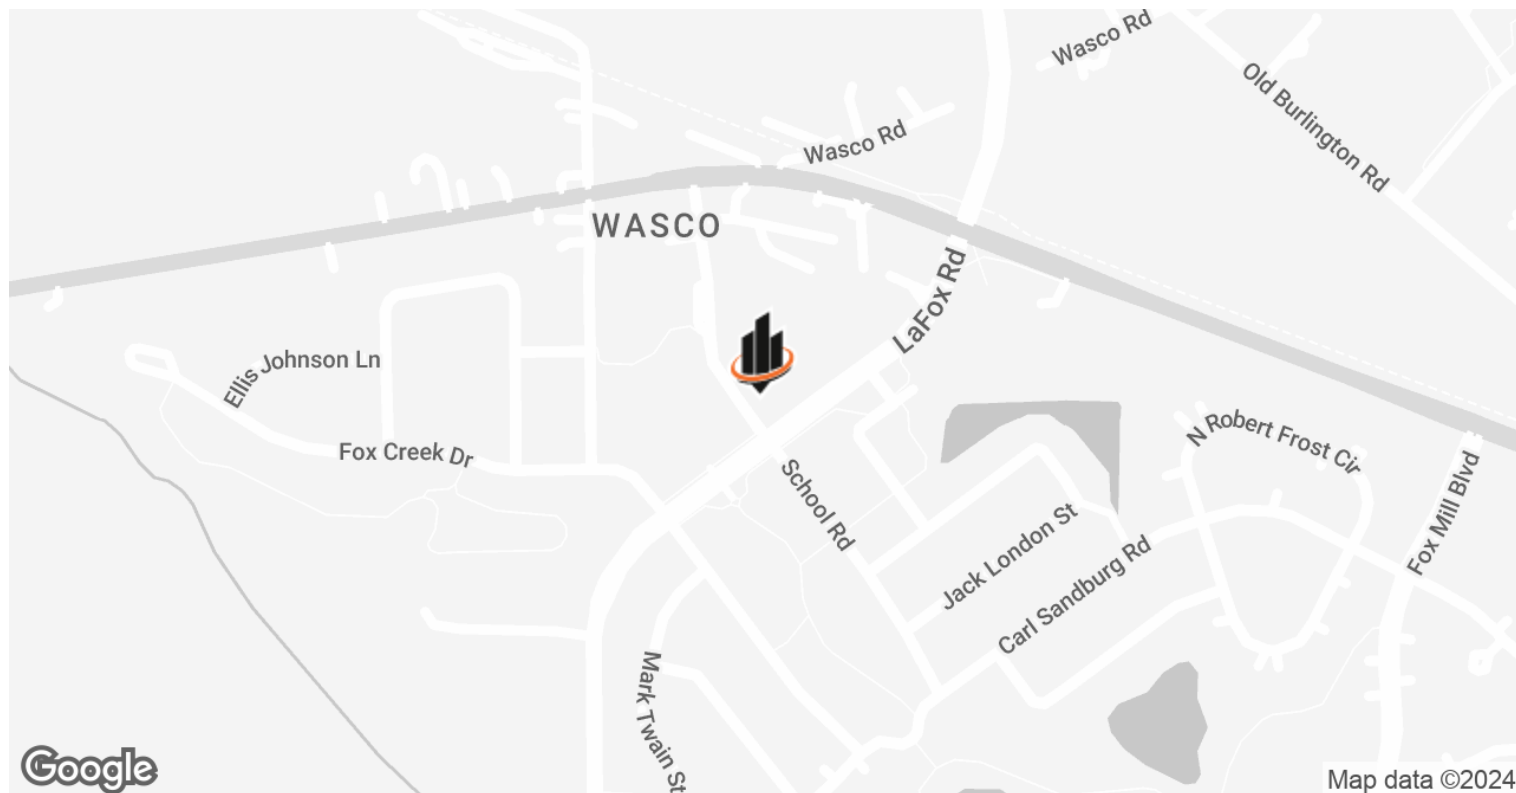 Wasco Rd
Old Burlington Rd
Wasco Rd
WASCO
LaFox Rd
Ellis Johnson Ln
Fox Creek Dr
School Rd
N Robert Frost Cir
Fox Mill Blvd
Jack London St
Carl Sandburg Rd
Mark Twain St
Google
Map data ©2024